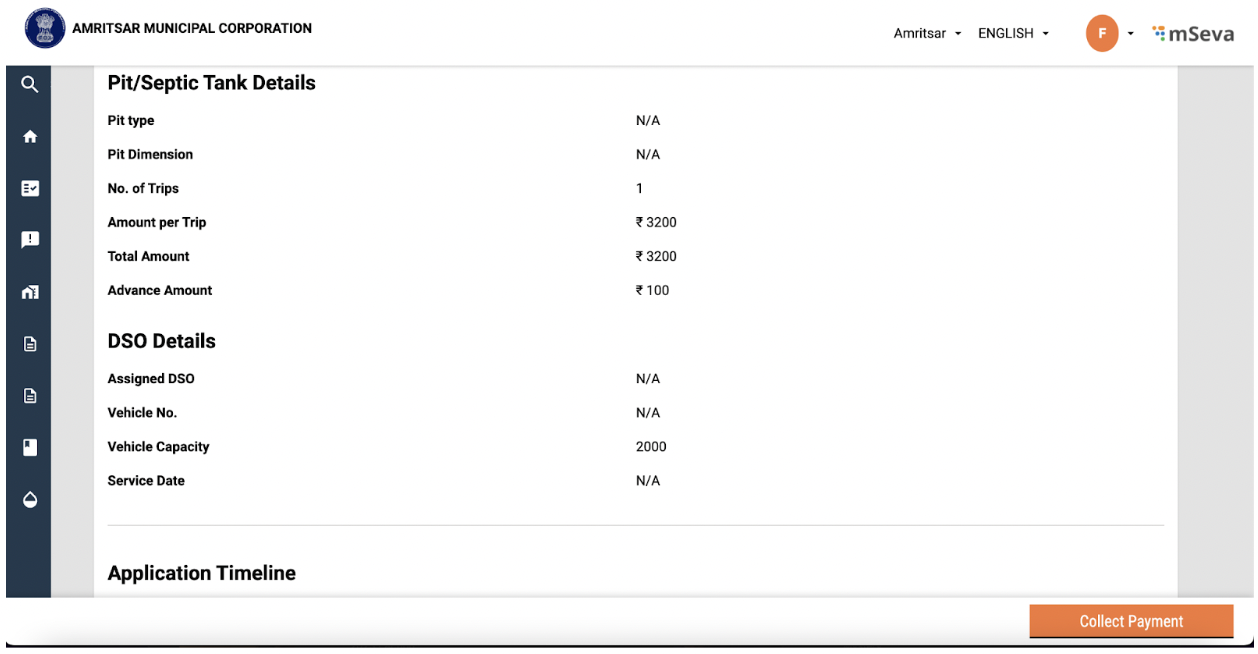 AMRITSAR MUNICIPAL CORPORATION
Amritsar ENGLISH F mSeva
Pit/Septic Tank Details
Pit type N/A
Pit Dimension N/A
No. of Trips 1
Amount per Trip ₹ 3200
Total Amount ₹ 3200
Advance Amount ₹ 100
DSO Details
Assigned DSO N/A
Vehicle No. N/A
Vehicle Capacity 2000
Service Date N/A
Application Timeline
Collect Payment